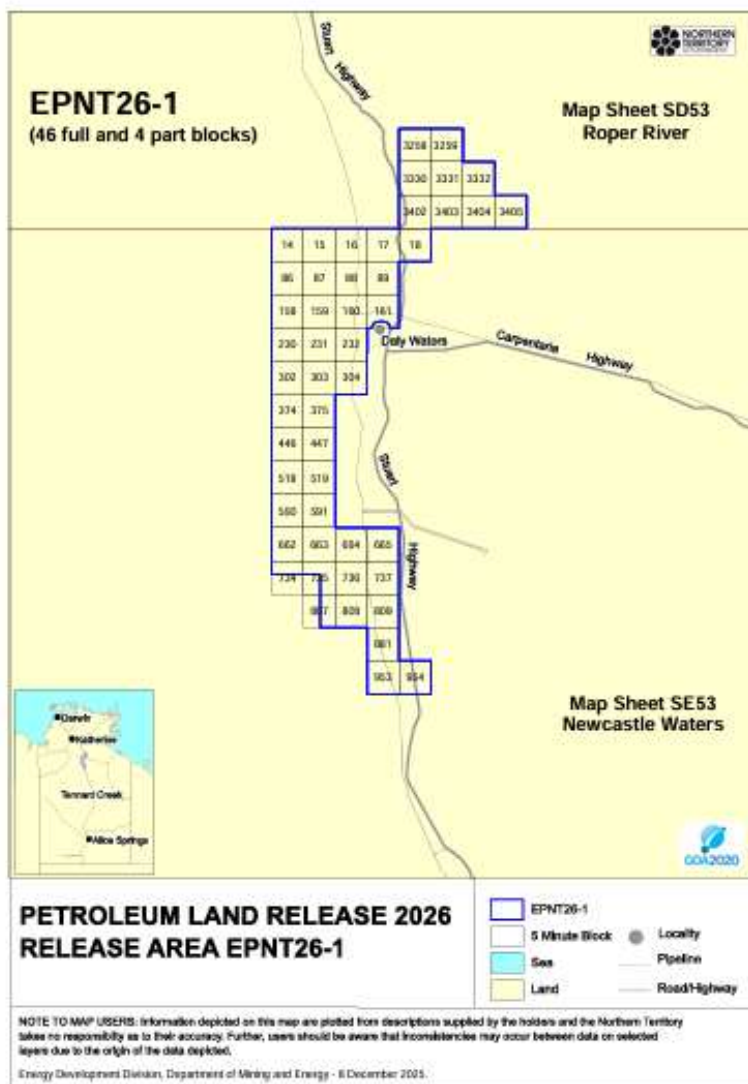 EPNT26-1
(46 full and 4 part blocks)
NORTHERN
TERRITORY
Map Sheet SD53
Roper River
Stuart Highway
3258 3259
3330 3331 3332
3402 3403 3404 3405
14 15 16 17 18
86 87 88 89
158 159 160 161
230 231 232
Daly Waters
Carpentaria Highway
302 303 304
374 375
446 447
518 519
590 591
Stuart Highway
662 663 664 665
734 735 736 737
807 808 809
881
953 954
Map Sheet SE53
Newcastle Waters
Darwin
Katherine
Tennant Creek
Alice Springs
GDA2020
PETROLEUM LAND RELEASE 2026
RELEASE AREA EPNT26-1
EPNT26-1
5 Minute Block
Sea
Land
Locality
Pipeline
Road/Highway
NOTE TO MAP USERS: Information depicted on this map are plotted from descriptions supplied by the holders and the Northern Territory
takes no responsibility as to their accuracy. Further, users should be aware that inconsistencies may occur between data on selected
layers due to the origin of the data depicted.
Energy Development Division, Department of Mining and Energy - 8 December 2025.